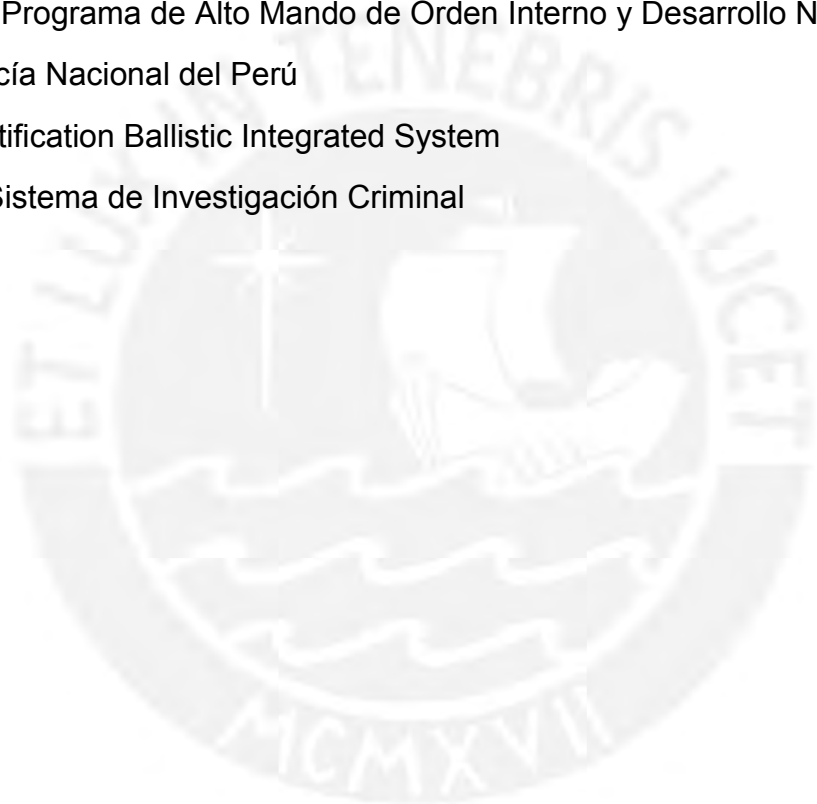 Programa de Alto Mando de Orden Interno y Desarrollo N
cía Nacional del Perú
tification Ballistic Integrated System
Sistema de Investigación Criminal
ET LUX IN TENEBRIS LUCET
MCMXVII